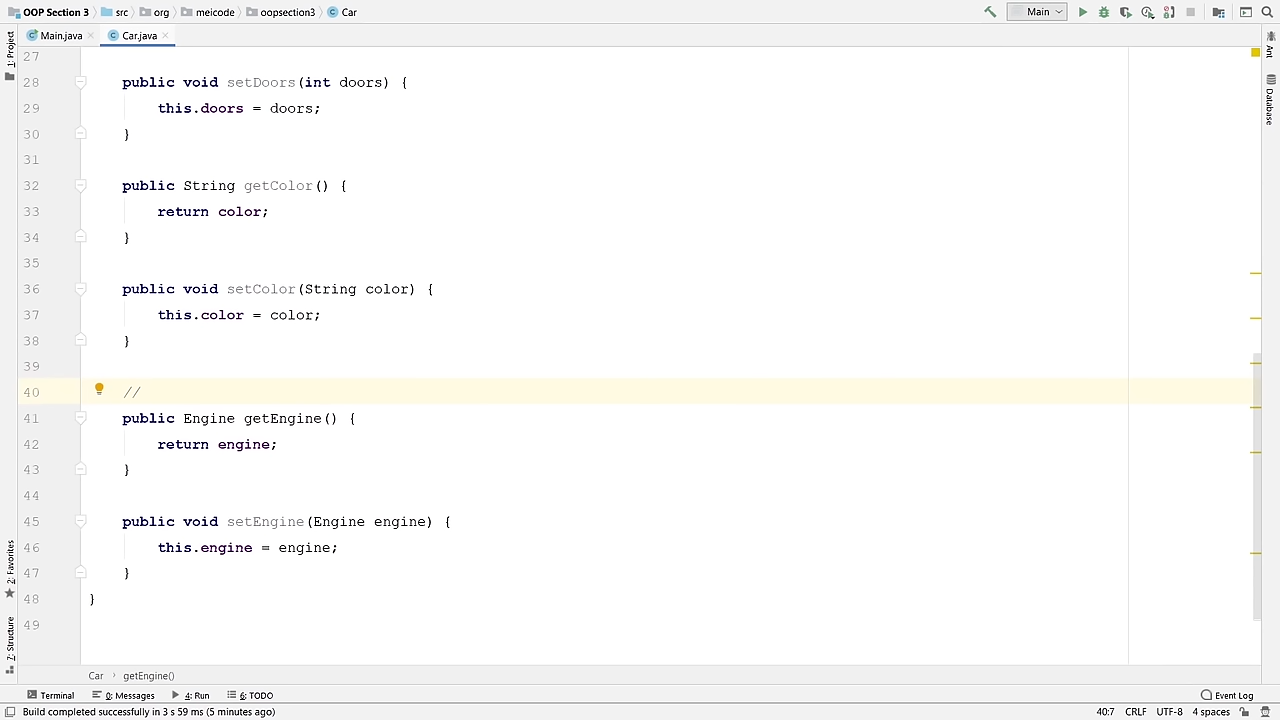 OOP Section 3 src org meicode oopsection3 Car Main
Main.java Car.java
1: Project
2: Favorites
7: Structure
Ant
Database
27
28 public void setDoors(int doors) {
29 this.doors = doors;
30 }
31
32 public String getColor() {
33 return color;
34 }
35
36 public void setColor(String color) {
37 this.color = color;
38 }
39
40 //
41 public Engine getEngine() {
42 return engine;
43 }
44
45 public void setEngine(Engine engine) {
46 this.engine = engine;
47 }
48 }
49
Car › getEngine()
Terminal 0: Messages 4: Run 6: TODO Event Log
Build completed successfully in 3 s 59 ms (5 minutes ago) 40:7 CRLF UTF-8 4 spaces